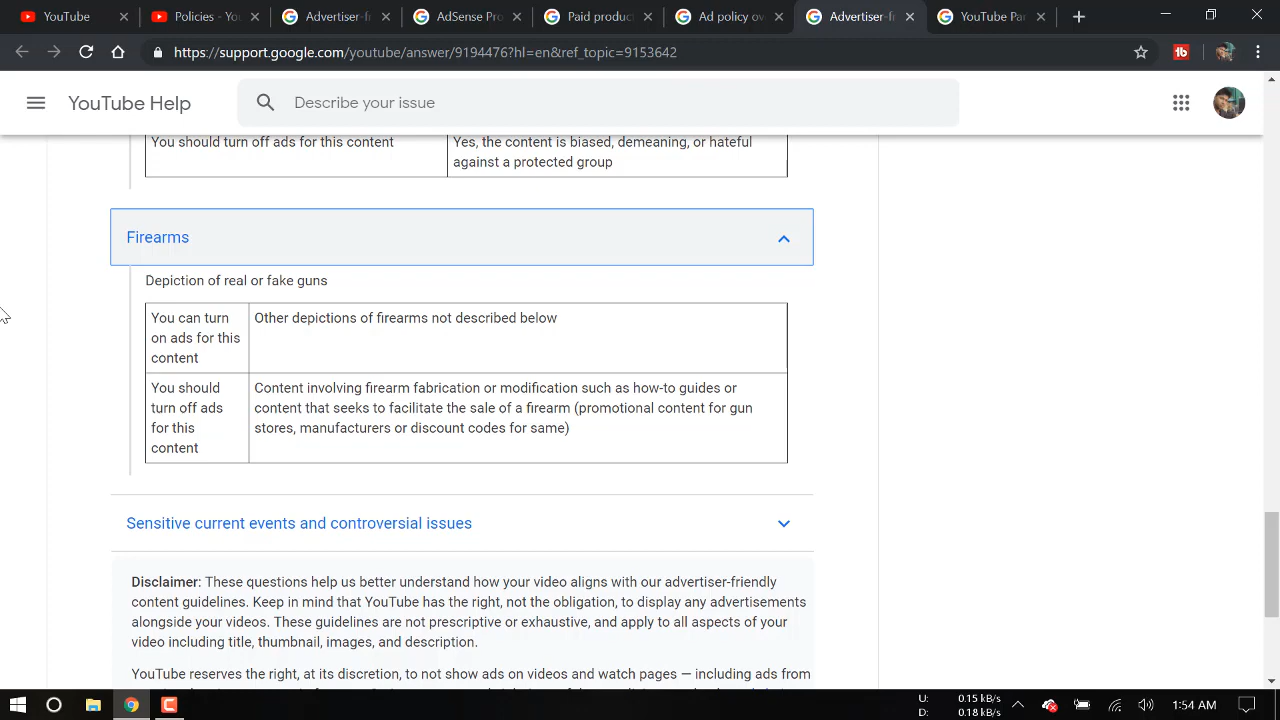 YouTube
Policies - Yo
Advertiser-f
AdSense Pro
Paid produc
Ad policy ov
Advertiser-f
YouTube Par
https://support.google.com/youtube/answer/9194476?hl=en&ref_topic=9153642
YouTube Help
Describe your issue
You should turn off ads for this content
Yes, the content is biased, demeaning, or hateful
against a protected group
Firearms
Depiction of real or fake guns
You can turn
on ads for this
content
Other depictions of firearms not described below
You should
turn off ads
for this
content
Content involving firearm fabrication or modification such as how-to guides or
content that seeks to facilitate the sale of a firearm (promotional content for gun
stores, manufacturers or discount codes for same)
Sensitive current events and controversial issues
Disclaimer: These questions help us better understand how your video aligns with our advertiser-friendly
content guidelines. Keep in mind that YouTube has the right, not the obligation, to display any advertisements
alongside your videos. These guidelines are not prescriptive or exhaustive, and apply to all aspects of your
video including title, thumbnail, images, and description.
YouTube reserves the right, at its discretion, to not show ads on videos and watch pages — including ads from
U: 0.15 kB/s
D: 0.18 kB/s
1:54 AM